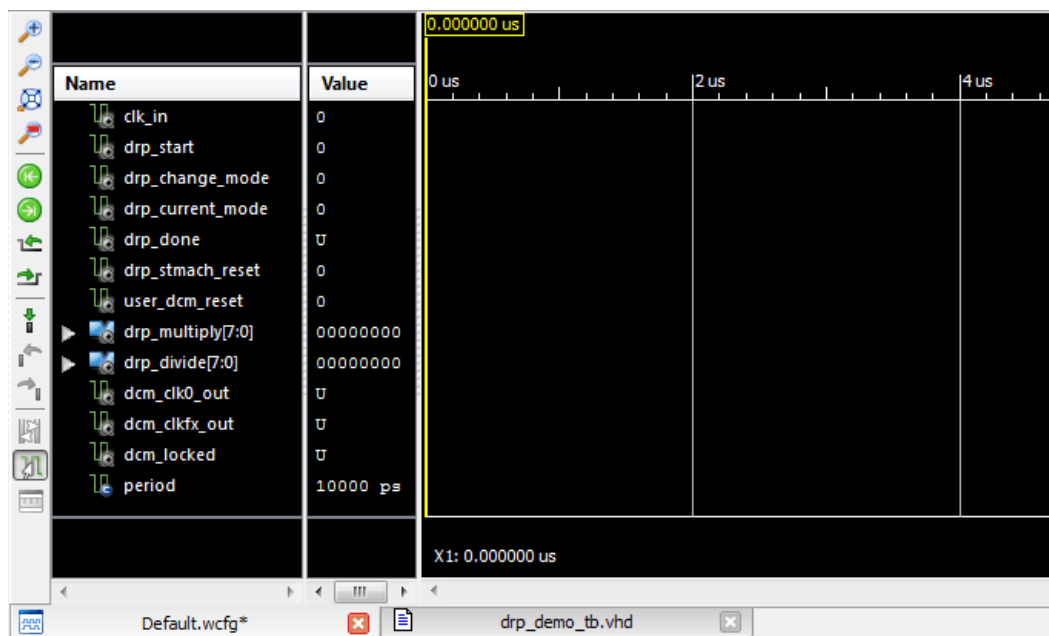 0.000000 us
Name Value 0 us 2 us 4 us
clk_in 0
drp_start 0
drp_change_mode 0
drp_current_mode 0
drp_done U
drp_stmach_reset 0
user_dcm_reset 0
drp_multiply[7:0] 00000000
drp_divide[7:0] 00000000
dcm_clk0_out U
dcm_clkfx_out U
dcm_locked U
period 10000 ps
X1: 0.000000 us
Default.wcfg* drp_demo_tb.vhd